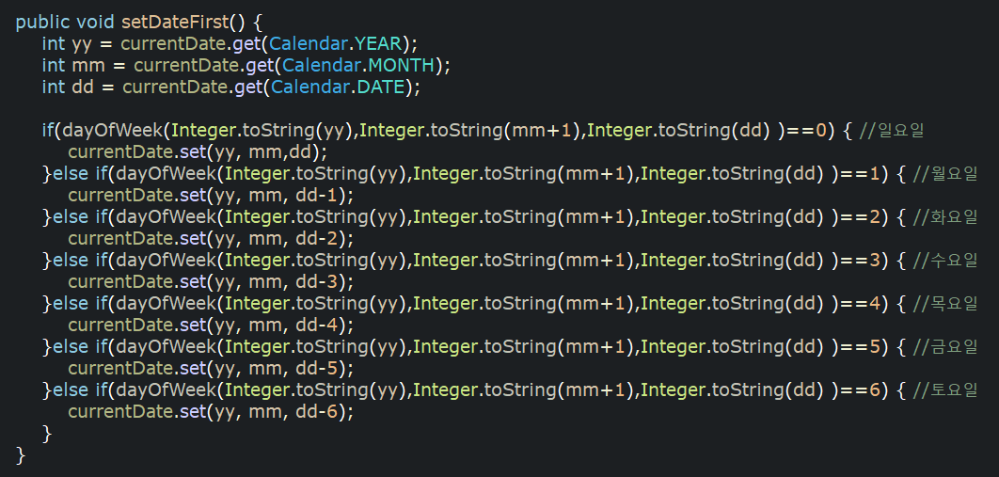 public void setDateFirst() {
int yy = currentDate.get(Calendar.YEAR);
int mm = currentDate.get(Calendar.MONTH);
int dd = currentDate.get(Calendar.DATE);
if(dayOfWeek(Integer.toString(yy),Integer.toString(mm+1),Integer.toString(dd) )==0) { //일요일
currentDate.set(yy, mm,dd);
}else if(dayOfWeek(Integer.toString(yy),Integer.toString(mm+1),Integer.toString(dd) )==1) { //월요일
currentDate.set(yy, mm, dd-1);
}else if(dayOfWeek(Integer.toString(yy),Integer.toString(mm+1),Integer.toString(dd) )==2) { //화요일
currentDate.set(yy, mm, dd-2);
}else if(dayOfWeek(Integer.toString(yy),Integer.toString(mm+1),Integer.toString(dd) )==3) { //수요일
currentDate.set(yy, mm, dd-3);
}else if(dayOfWeek(Integer.toString(yy),Integer.toString(mm+1),Integer.toString(dd) )==4) { //목요일
currentDate.set(yy, mm, dd-4);
}else if(dayOfWeek(Integer.toString(yy),Integer.toString(mm+1),Integer.toString(dd) )==5) { //금요일
currentDate.set(yy, mm, dd-5);
}else if(dayOfWeek(Integer.toString(yy),Integer.toString(mm+1),Integer.toString(dd) )==6) { //토요일
currentDate.set(yy, mm, dd-6);
}
}